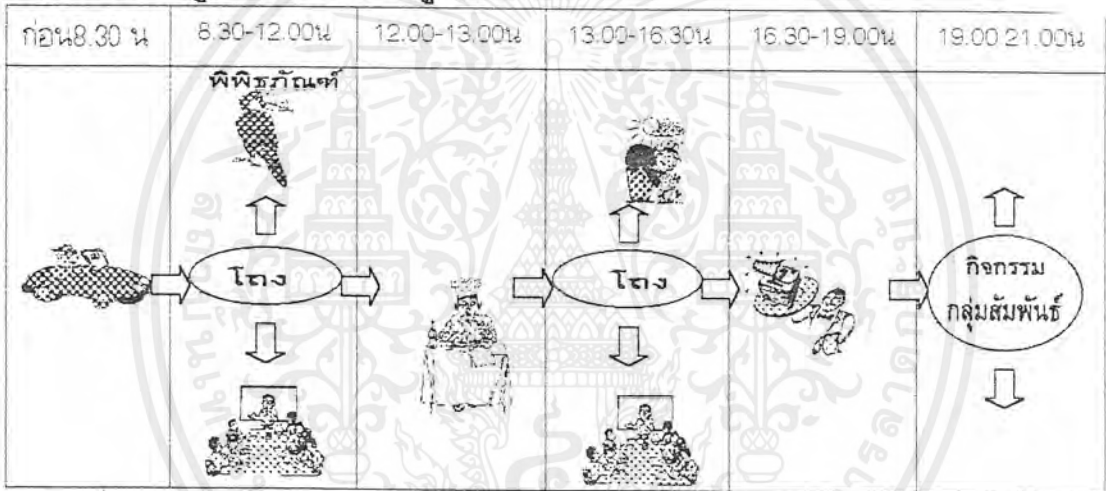 ก่อน8.30 น 8.30-12.00น 12.00-13.00น 13.00-16.30น 16.30-19.00น 19.00 21.00น
พิพิธภัณฑ์
โถง
โถง
กิจกรรม
กลุ่มสัมพันธ์